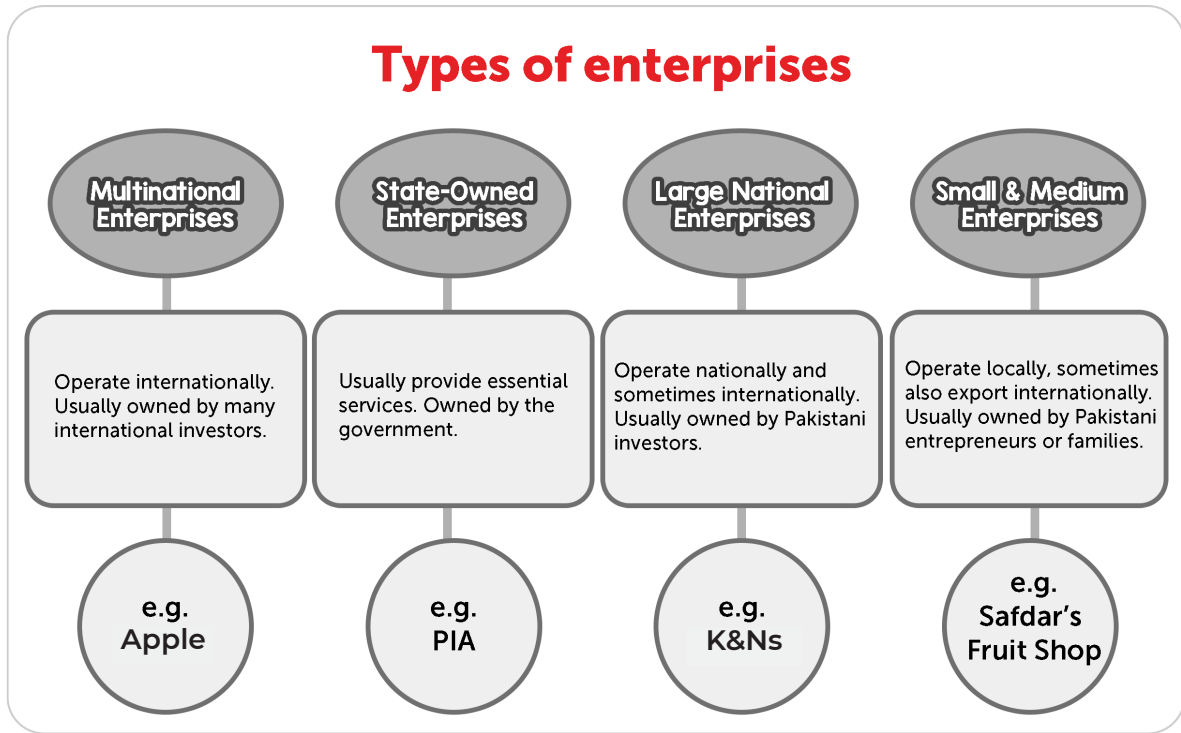 Types of enterprises
Multinational
Enterprises
Operate internationally.
Usually owned by many
international investors.
e.g.
Apple
State-Owned
Enterprises
Usually provide essential
services. Owned by the
government.
e.g.
PIA
Large National
Enterprises
Operate nationally and
sometimes internationally.
Usually owned by Pakistani
investors.
e.g.
K&Ns
Small & Medium
Enterprises
Operate locally, sometimes
also export internationally.
Usually owned by Pakistani
entrepreneurs or families.
e.g.
Safdar's
Fruit Shop